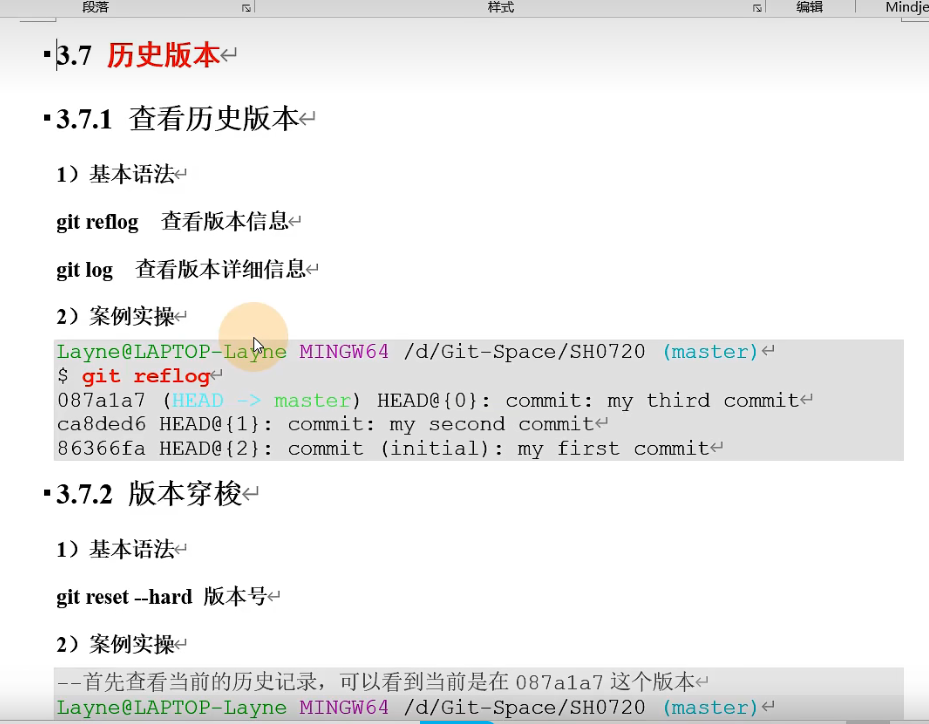 段落 样式 编辑 Mindje
3.7 历史版本
3.7.1 查看历史版本
1）基本语法
git reflog 查看版本信息
git log 查看版本详细信息
2）案例实操
Layne@LAPTOP-Layne MINGW64 /d/Git-Space/SH0720 (master)
$ git reflog
087a1a7 (HEAD -> master) HEAD@{0}: commit: my third commit
ca8ded6 HEAD@{1}: commit: my second commit
86366fa HEAD@{2}: commit (initial): my first commit
3.7.2 版本穿梭
1）基本语法
git reset --hard 版本号
2）案例实操
--首先查看当前的历史记录，可以看到当前是在 087a1a7 这个版本
Layne@LAPTOP-Layne MINGW64 /d/Git-Space/SH0720 (master)